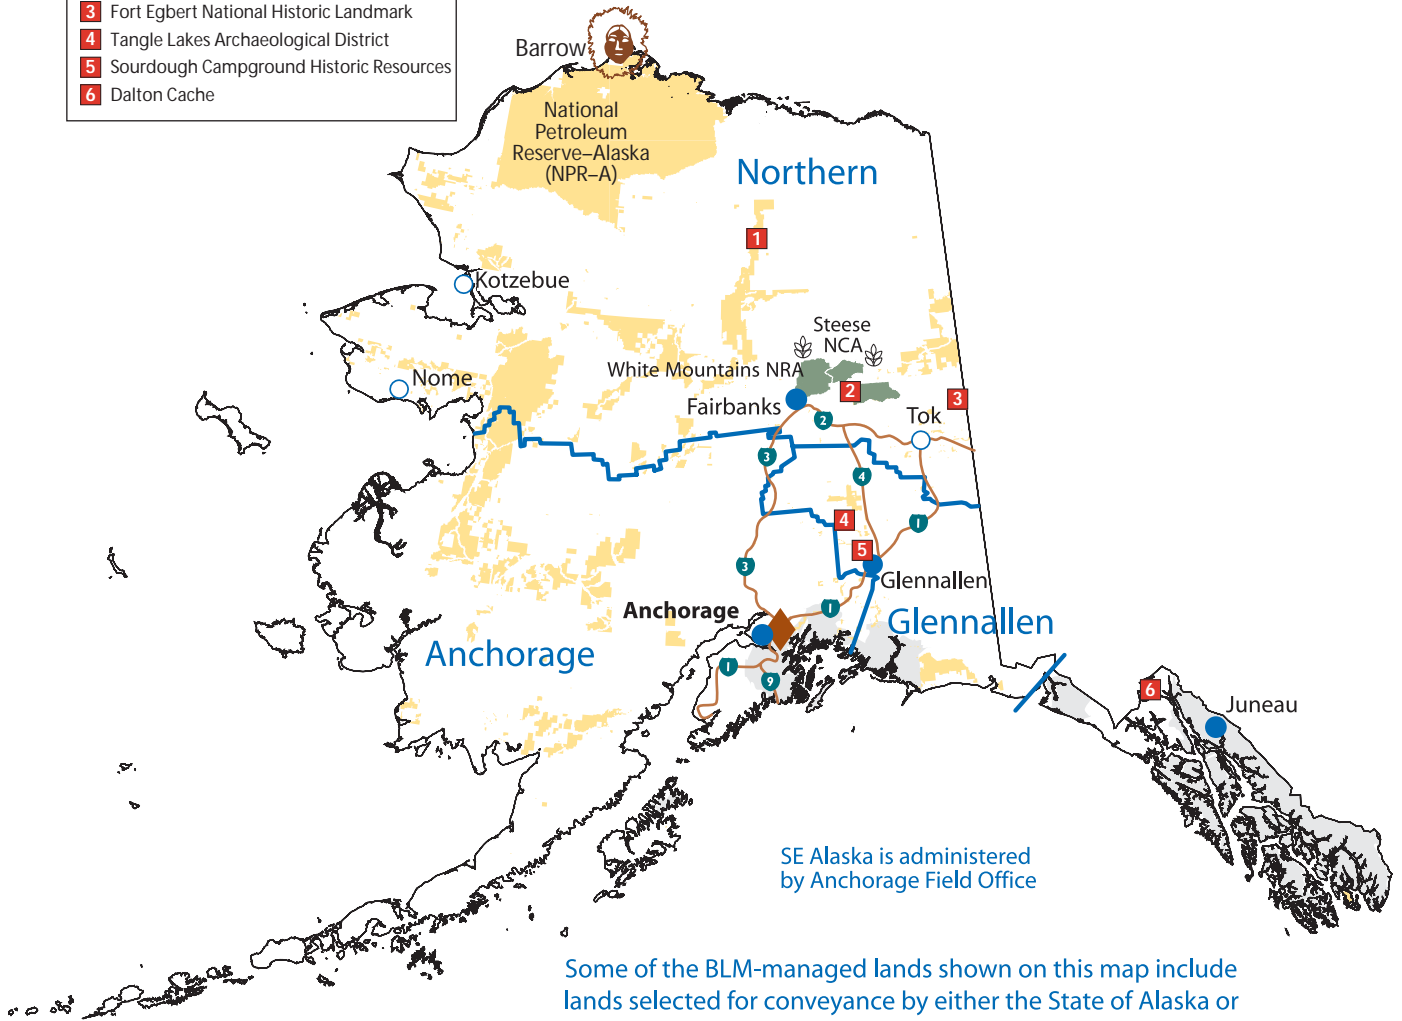 3 Fort Egbert National Historic Landmark
4 Tangle Lakes Archaeological District
5 Sourdough Campground Historic Resources
6 Dalton Cache
Barrow
National
Petroleum
Reserve–Alaska
(NPR–A)
Northern
1
Kotzebue
Steese
NCA
White Mountains NRA
Nome
2
3
Fairbanks
Tok
2
3
4
4
1
5
3
Glennallen
Anchorage
1
Glennallen
Anchorage
1
9
6
Juneau
SE Alaska is administered
by Anchorage Field Office
Some of the BLM-managed lands shown on this map include
lands selected for conveyance by either the State of Alaska or